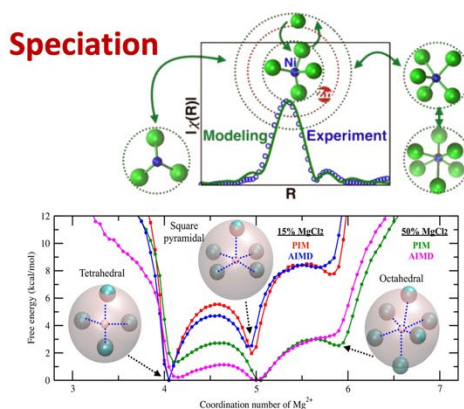 Speciation
Ni
Zn
|χ(R)|
Modeling
Experiment
R
12
10
8
6
4
2
0
Free energy (kcal/mol)
Tetrahedral
Square
pyramidal
15% MgCl2
PIM
AIMD
50% MgCl2
PIM
AIMD
Octahedral
3
4
5
6
7
Coordination number of Mg2+